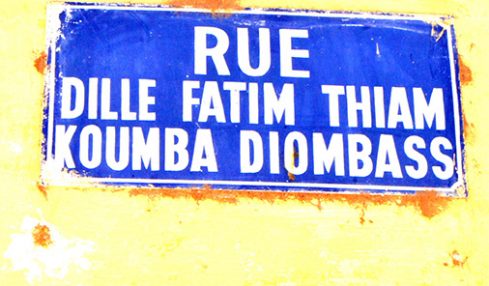 RUE
DILLE FATIM THIAM
KOUMBA DIOMBASS